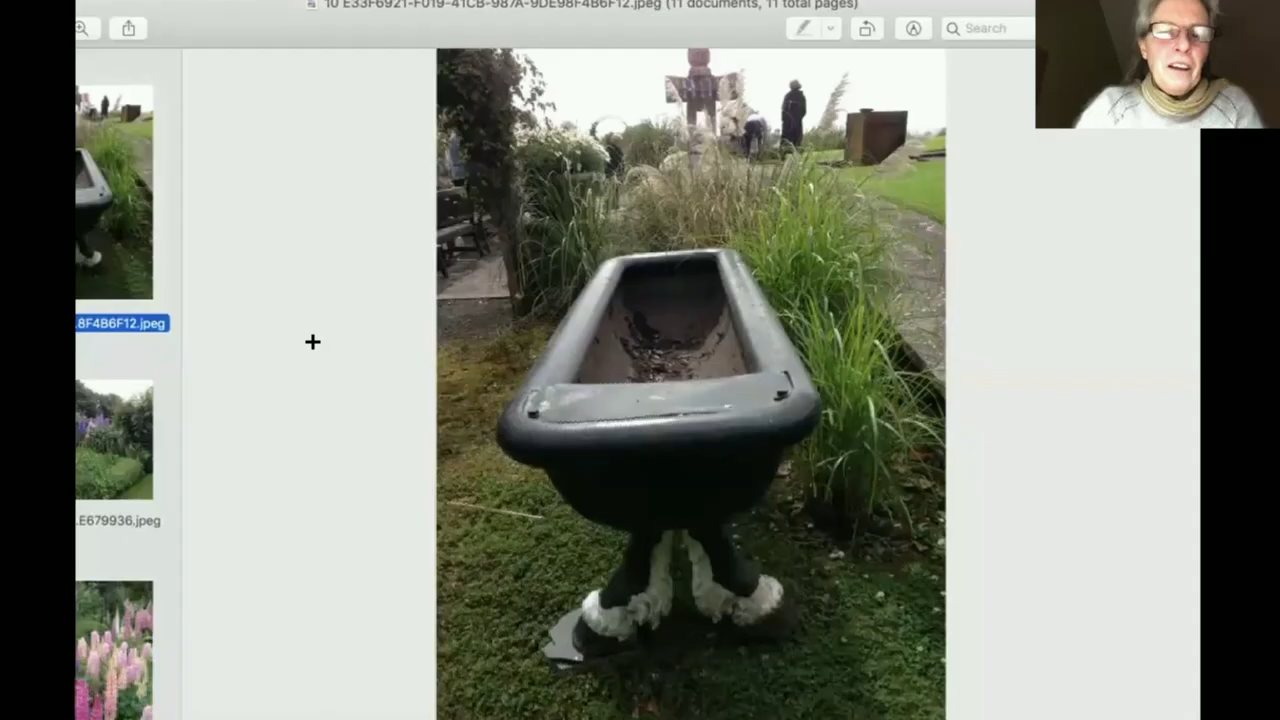 10 E33F6921-F019-41CB-987A-9DE98F4B6F12.jpeg (11 documents, 11 total pages)
Search
8F4B6F12.jpeg
E679936.jpeg